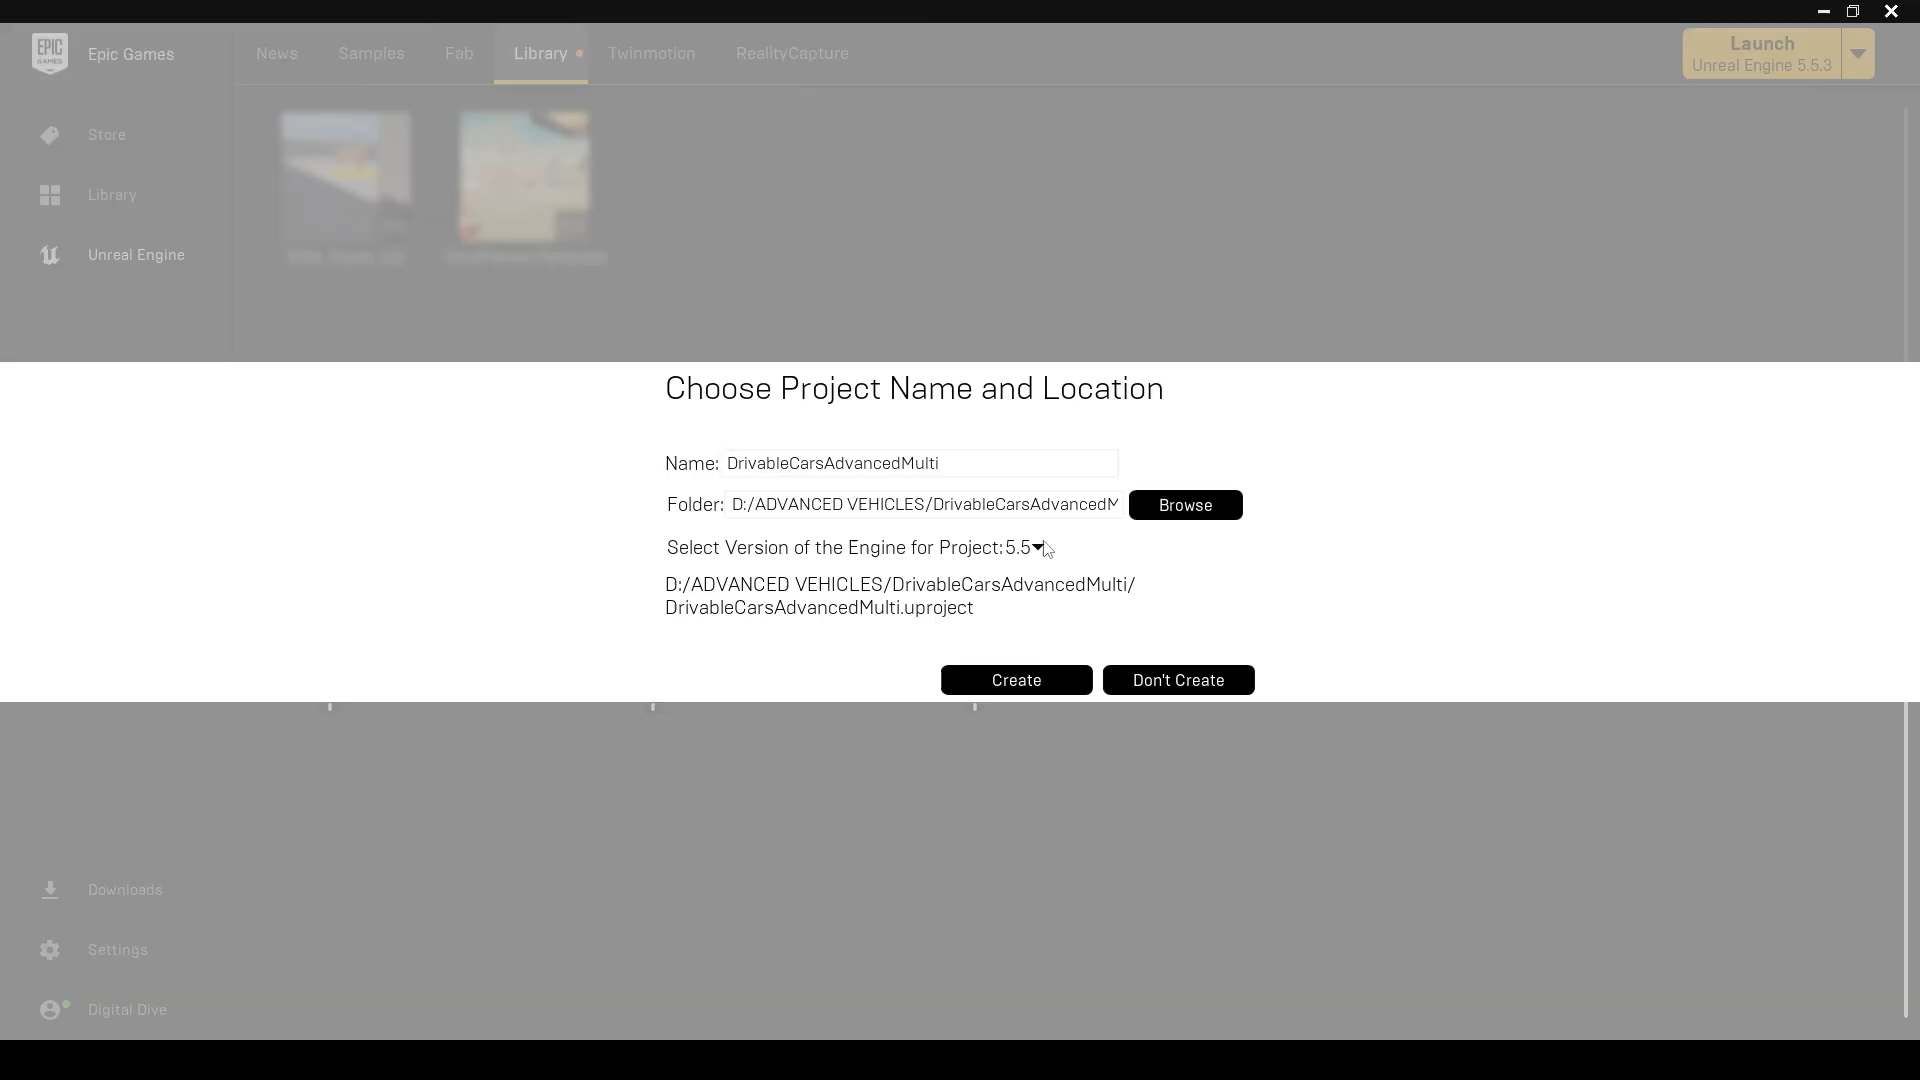 EPIC GAMES
Epic Games
News Samples Fab Library Twinmotion RealityCapture
Launch
Unreal Engine 5.5.3
Store
Library
Unreal Engine
Choose Project Name and Location
Name: DrivableCarsAdvancedMulti
Folder: D:/ADVANCED VEHICLES/DrivableCarsAdvancedM Browse
Select Version of the Engine for Project: 5.5
D:/ADVANCED VEHICLES/DrivableCarsAdvancedMulti/
DrivableCarsAdvancedMulti.uproject
Create Don't Create
Downloads
Settings
Digital Dive